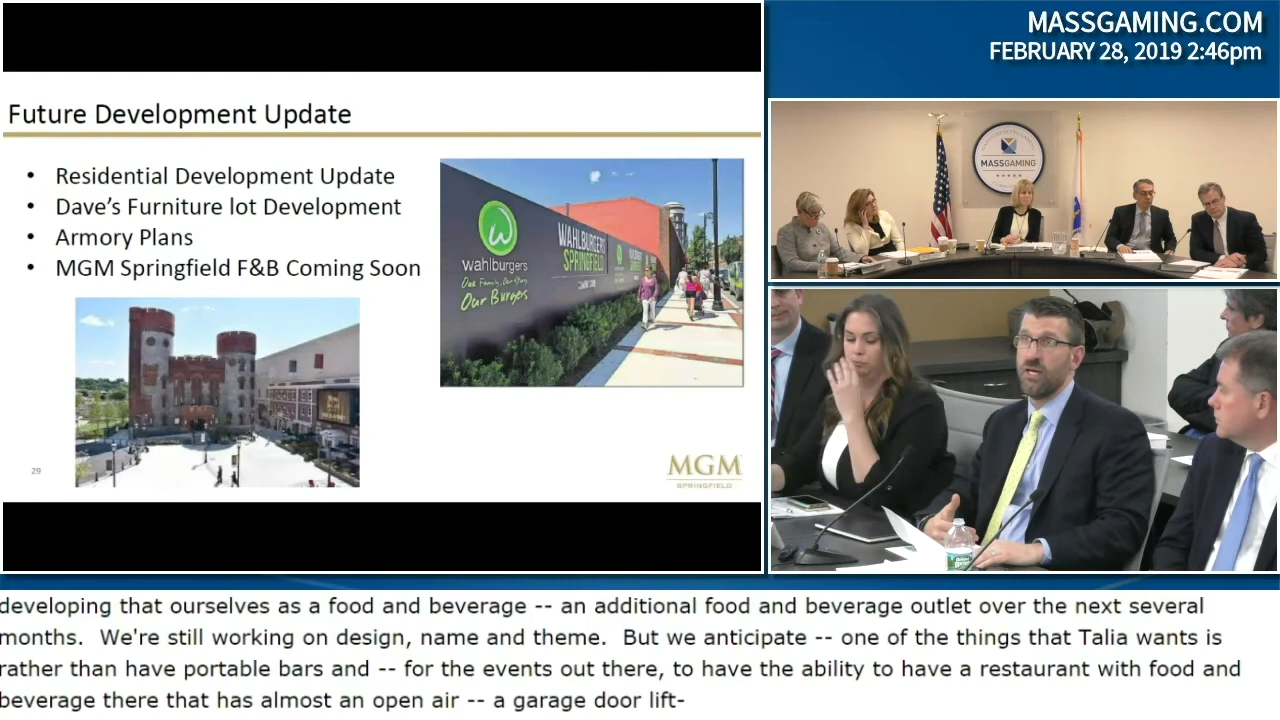 MASSGAMING.COM
FEBRUARY 28, 2019 2:46pm
Future Development Update
• Residential Development Update
• Dave's Furniture lot Development
• Armory Plans
• MGM Springfield F&B Coming Soon
wahlburgers
Our Family, Our Story,
Our Burgers
WAHLBURGERS
SPRINGFIELD
29
MGM
SPRINGFIELD
MASSGAMING
developing that ourselves as a food and beverage -- an additional food and beverage outlet over the next several
months.  We're still working on design, name and theme.  But we anticipate -- one of the things that Talia wants is
rather than have portable bars and -- for the events out there, to have the ability to have a restaurant with food and
beverage there that has almost an open air -- a garage door lift-